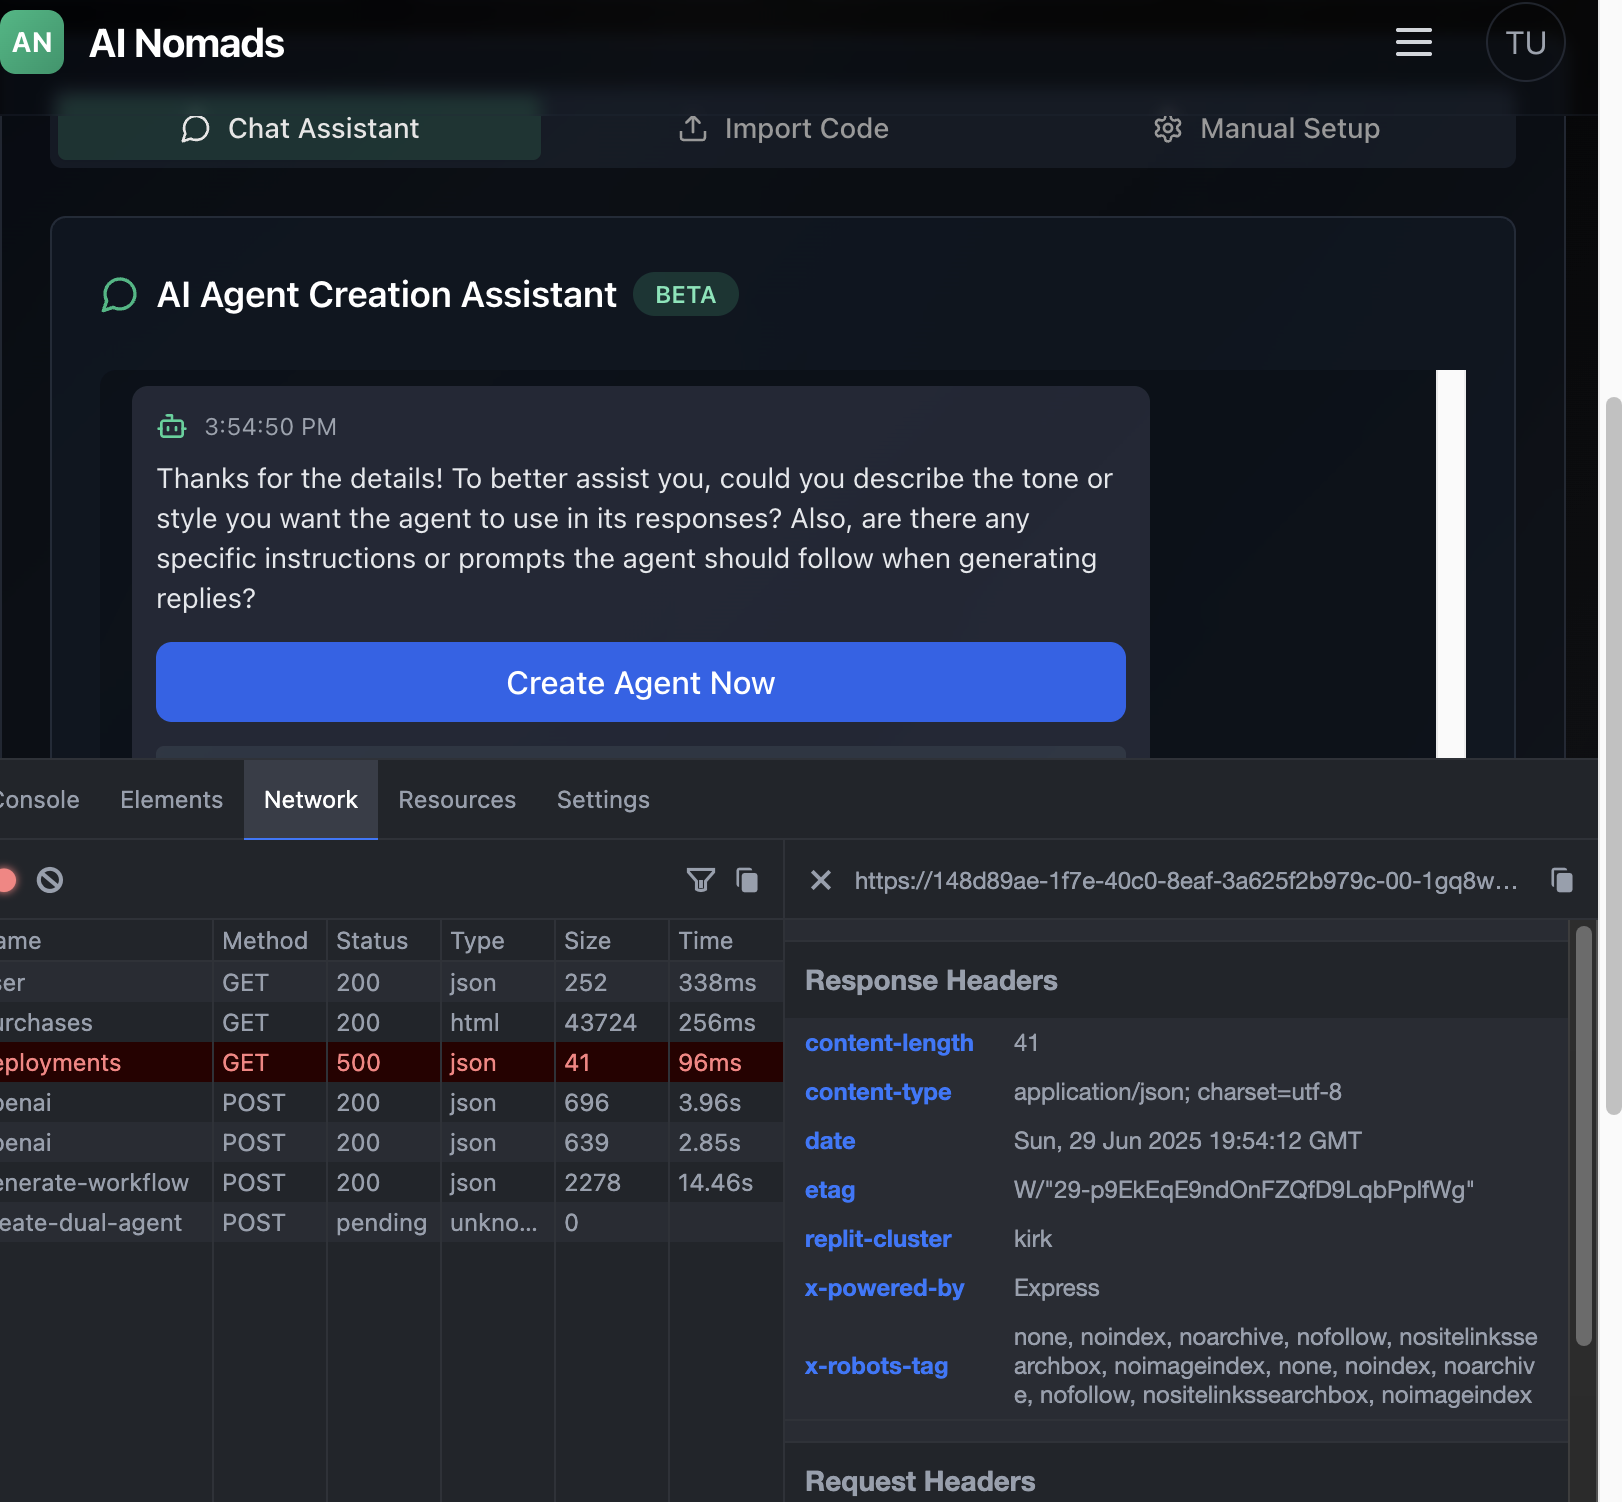 AN AI Nomads TU
Chat Assistant Import Code Manual Setup
AI Agent Creation Assistant BETA
3:54:50 PM
Thanks for the details! To better assist you, could you describe the tone or
style you want the agent to use in its responses? Also, are there any
specific instructions or prompts the agent should follow when generating
replies?
Create Agent Now
onsole Elements Network Resources Settings
https://148d89ae-1f7e-40c0-8eaf-3a625f2b979c-00-1gq8w...
ame Method Status Type Size Time
ser GET 200 json 252 338ms
urchases GET 200 html 43724 256ms
eployments GET 500 json 41 96ms
penai POST 200 json 696 3.96s
penai POST 200 json 639 2.85s
enerate-workflow POST 200 json 2278 14.46s
eate-dual-agent POST pending unkno... 0
Response Headers
content-length 41
content-type application/json; charset=utf-8
date Sun, 29 Jun 2025 19:54:12 GMT
etag W/"29-p9EkEqE9ndOnFZQfD9LqbPplfWg"
replit-cluster kirk
x-powered-by Express
x-robots-tag none, noindex, noarchive, nofollow, nositelinksse
archbox, noimageindex, none, noindex, noarchiv
e, nofollow, nositelinkssearchbox, noimageindex
Request Headers